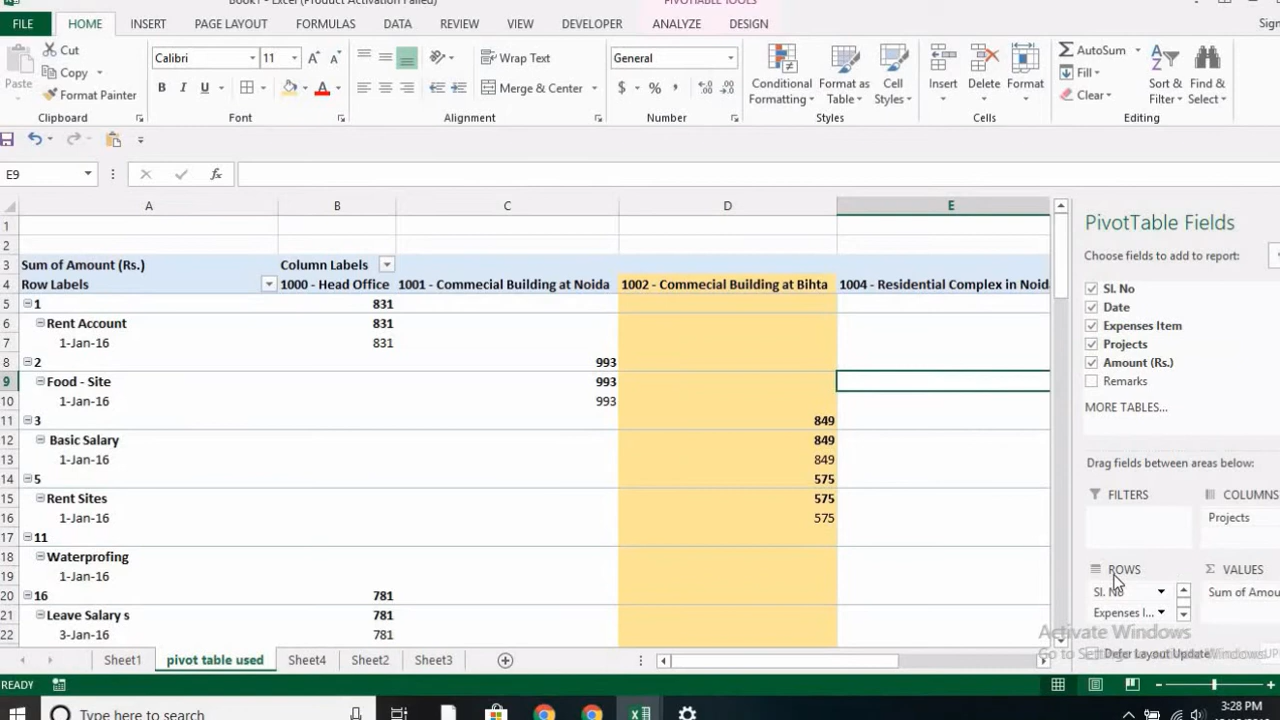 Book1 - Excel (Product Activation Failed)
PIVOTTABLE TOOLS
FILE HOME INSERT PAGE LAYOUT FORMULAS DATA REVIEW VIEW DEVELOPER ANALYZE DESIGN Sign
Cut
Copy
Format Painter
Paste
Clipboard
Calibri 11
B I U
Font
Wrap Text
Merge & Center
Alignment
General
$ % ,
Number
Conditional Formatting
Format as Table
Cell Styles
Styles
Insert Delete Format
Cells
AutoSum
Fill
Clear
Sort & Filter
Find & Select
Editing
E9
fx
A B C D E
1
2
3 Sum of Amount (Rs.) Column Labels
4 Row Labels 1000 - Head Office 1001 - Commecial Building at Noida 1002 - Commecial Building at Bihta 1004 - Residential Complex in Noid
5 1 831
6 Rent Account 831
7 1-Jan-16 831
8 2 993
9 Food - Site 993
10 1-Jan-16 993
11 3 849
12 Basic Salary 849
13 1-Jan-16 849
14 5 575
15 Rent Sites 575
16 1-Jan-16 575
17 11
18 Waterprofing
19 1-Jan-16
20 16 781
21 Leave Salary s 781
22 3-Jan-16 781
PivotTable Fields
Choose fields to add to report:
Sl. No
Date
Expenses Item
Projects
Amount (Rs.)
Remarks
MORE TABLES...
Drag fields between areas below:
FILTERS COLUMNS
Projects
ROWS VALUES
Sl. No Sum of Amou
Expenses I...
Activate Windows
Defer Layout Update
Sheet1 pivot table used Sheet4 Sheet2 Sheet3
READY
Type here to search
3:28 PM